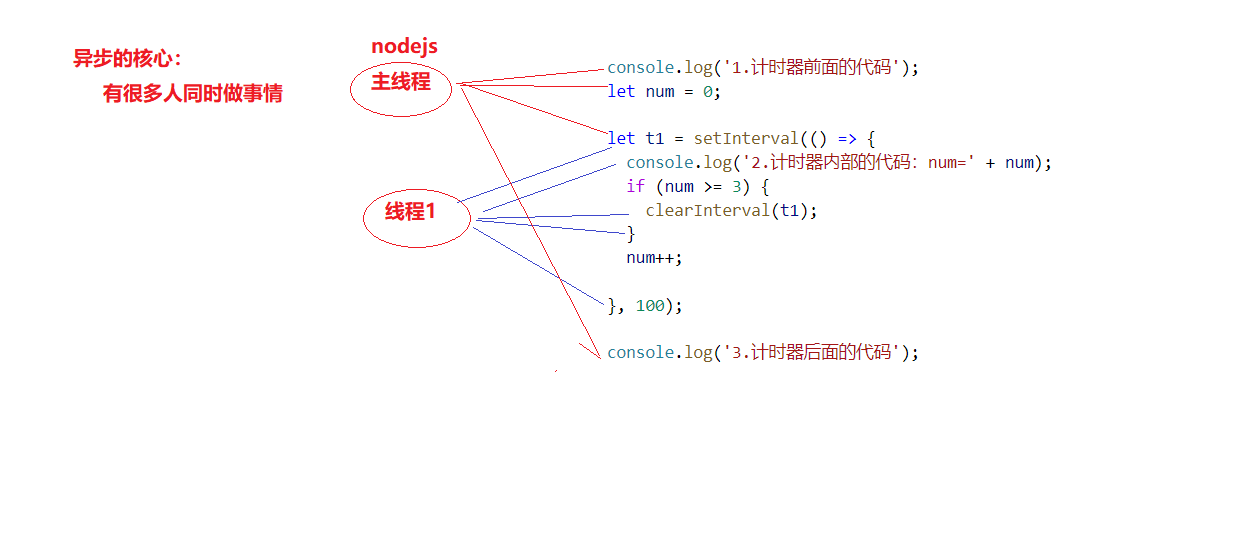 异步的核心：
有很多人同时做事情
nodejs
主线程
线程1
console.log('1.计时器前面的代码');
let num = 0;
let t1 = setInterval(() => {
console.log('2.计时器内部的代码：num=' + num);
if (num >= 3) {
clearInterval(t1);
}
num++;
}, 100);
console.log('3.计时器后面的代码');